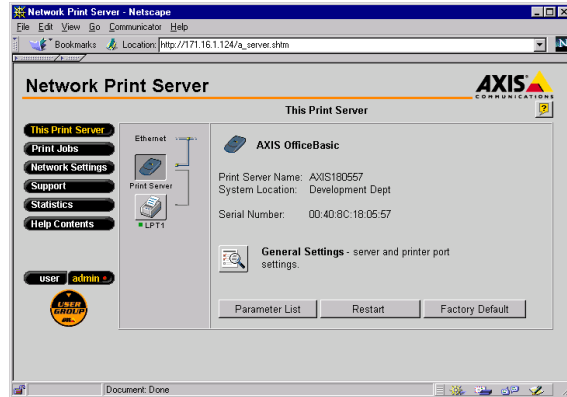 Network Print Server - Netscape
File Edit View Go Communicator Help
Bookmarks Location: http://171.16.1.124/a_server.shtm
N
Network Print Server
AXIS
COMMUNICATIONS
This Print Server
?
This Print Server
Print Jobs
Network Settings
Support
Statistics
Help Contents
user admin
USER
GROUP
Ethernet
Print Server
LPT1
AXIS OfficeBasic
Print Server Name: AXIS180557
System Location: Development Dept
Serial Number: 00:40:8C:18:05:57
General Settings - server and printer port
settings.
Parameter List Restart Factory Default
Document: Done